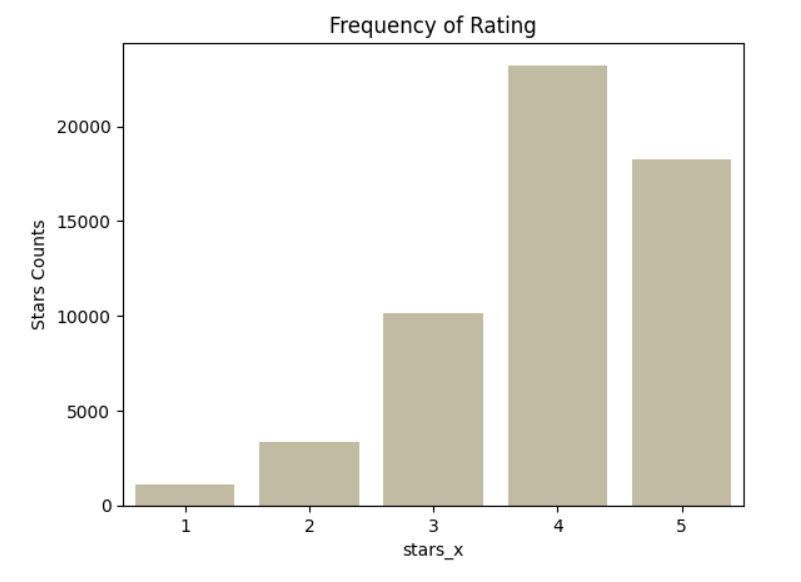 Frequency of Rating
Stars Counts
20000
15000
10000
5000
0
1 2 3 4 5
stars_x